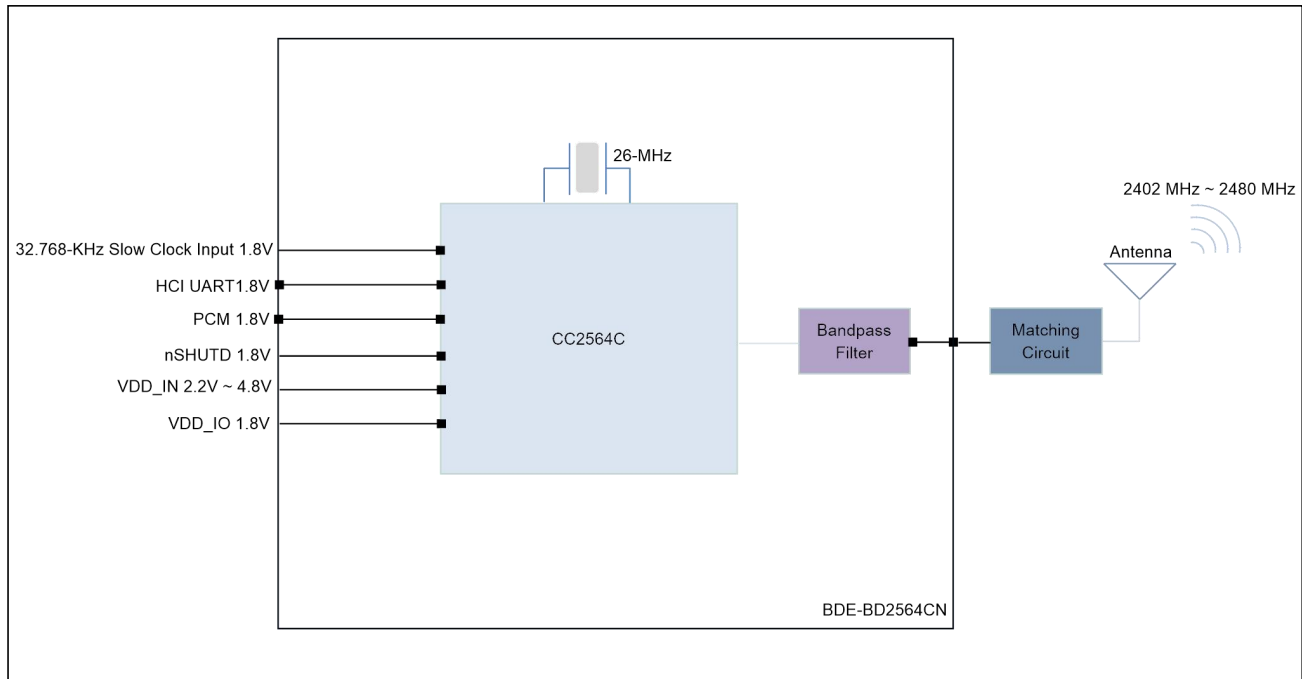 26-MHz
2402 MHz ~ 2480 MHz
32.768-KHz Slow Clock Input 1.8V
Antenna
HCI UART1.8V
PCM 1.8V
CC2564C
Bandpass
Filter
Matching
Circuit
nSHUTD 1.8V
VDD_IN 2.2V ~ 4.8V
VDD_IO 1.8V
BDE-BD2564CN